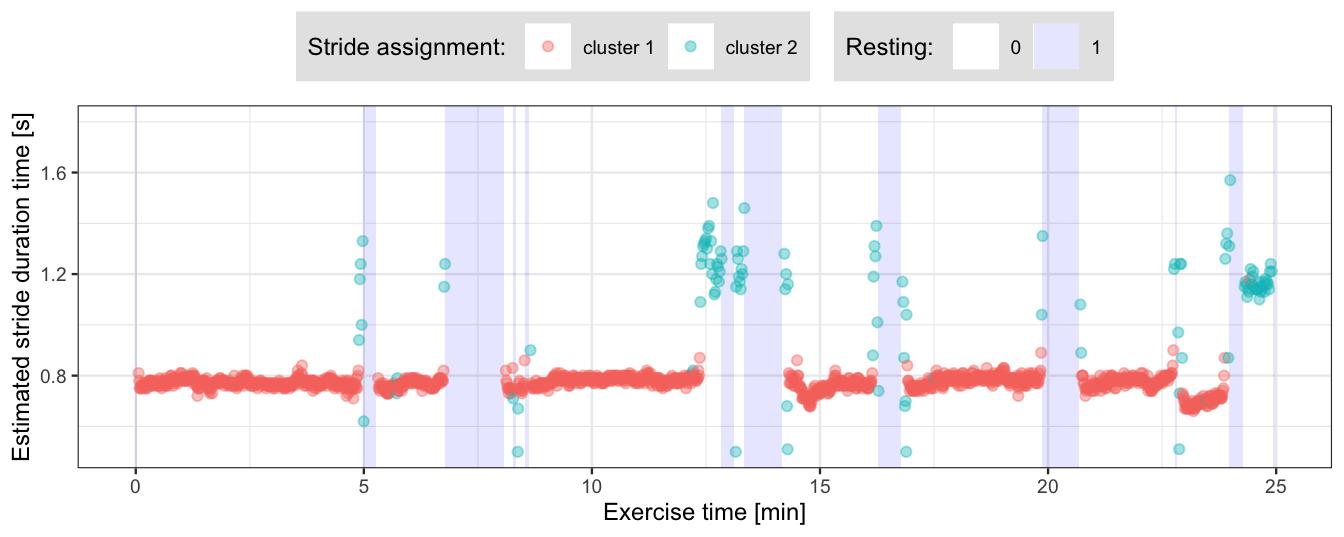 Stride assignment: cluster 1 cluster 2 Resting: 0 1
Estimated stride duration time [s]
1.6
1.2
0.8
0 5 10 15 20 25
Exercise time [min]